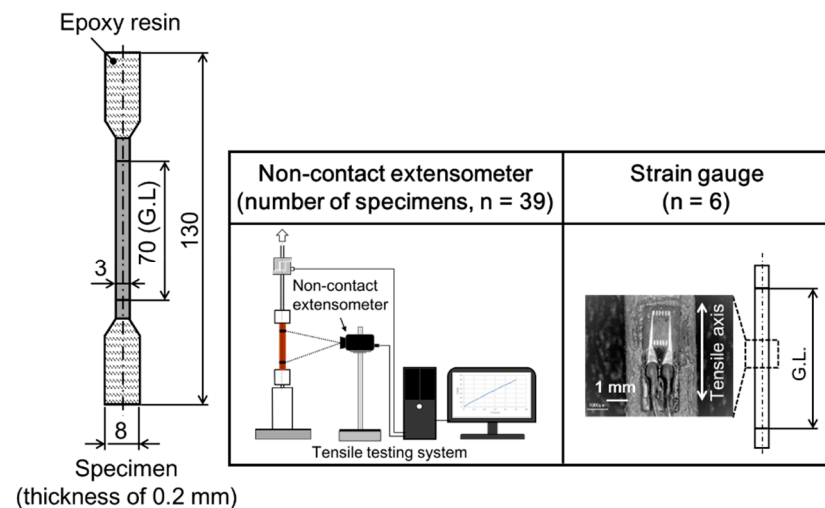 Epoxy resin
3
70 (G.L)
130
8
Specimen
(thickness of 0.2 mm)
Non-contact extensometer
(number of specimens, n = 39)
Non-contact
extensometer
Tensile testing system
Strain gauge
(n = 6)
1 mm
Tensile axis
G.L.